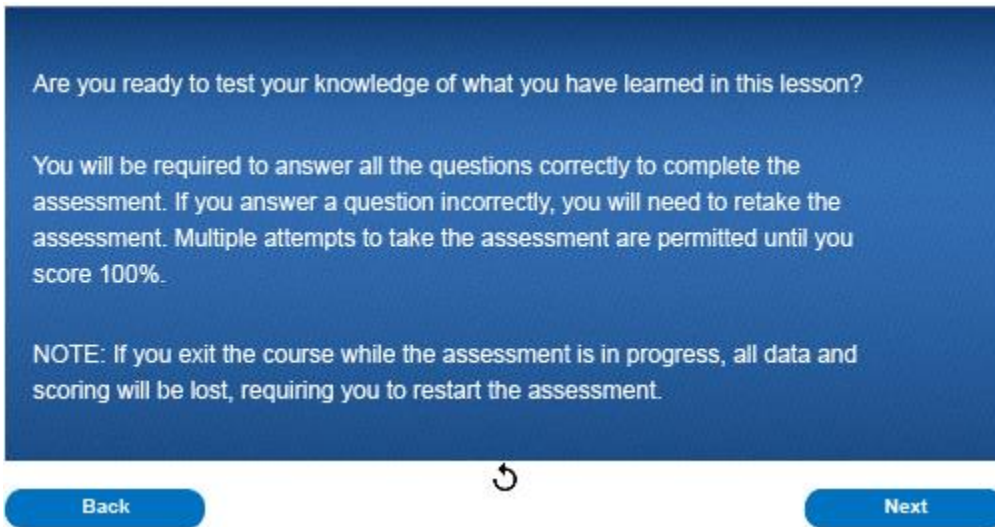 Are you ready to test your knowledge of what you have learned in this lesson?
You will be required to answer all the questions correctly to complete the
assessment. If you answer a question incorrectly, you will need to retake the
assessment. Multiple attempts to take the assessment are permitted until you
score 100%.
NOTE: If you exit the course while the assessment is in progress, all data and
scoring will be lost, requiring you to restart the assessment.
Back
Next